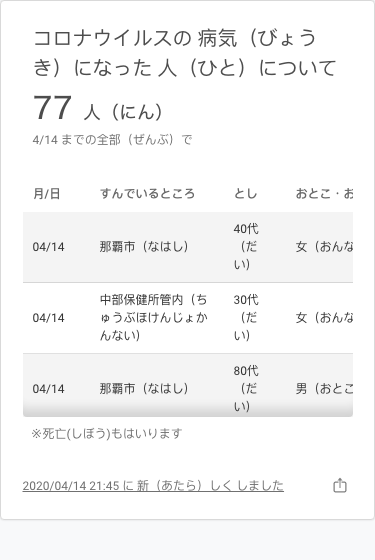 コロナウイルスの 病気（びょう
き）になった 人（ひと）について
77 人（にん）
4/14 までの全部（ぜんぶ）で
月/日 すんでいるところ とし おとこ・お
04/14 那覇市（なはし） 40代（だい） 女（おんな
04/14 中部保健所管内（ちゅうぶほけんじょかんない） 30代（だい） 女（おんな
04/14 那覇市（なはし） 80代（だい） 男（おとこ
※死亡(しぼう)もはいります
2020/04/14 21:45 に 新（あたら）しく しました